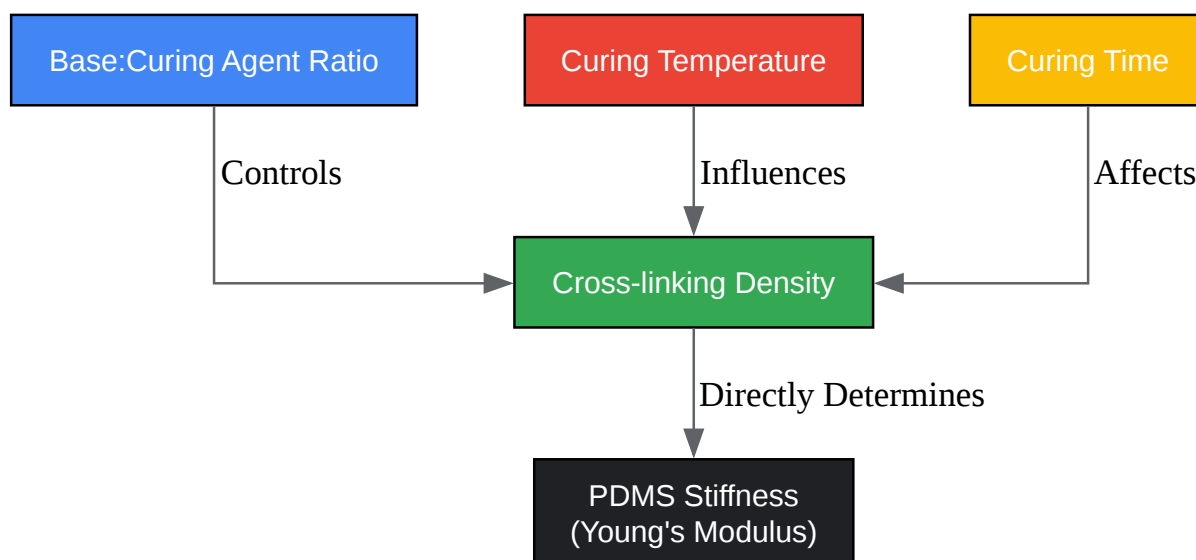 Base:Curing Agent Ratio
Curing Temperature
Curing Time
Controls
Influences
Affects
Cross-linking Density
Directly Determines
PDMS Stiffness
(Young's Modulus)